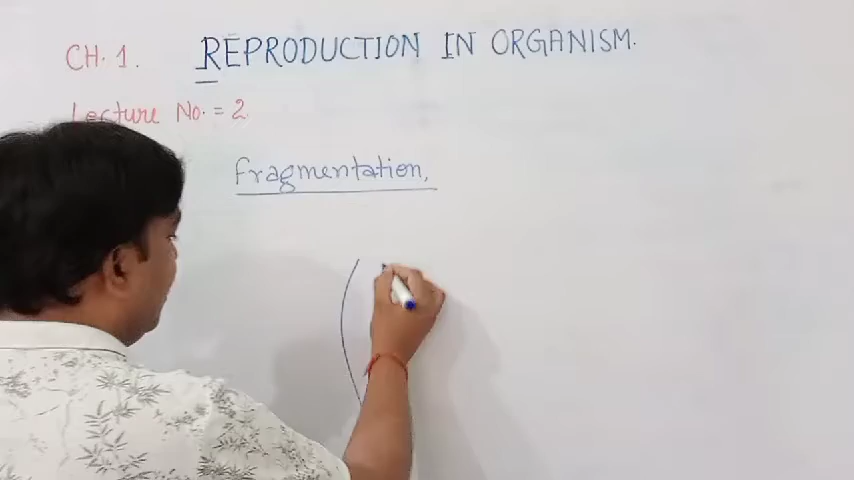 CH. 1. REPRODUCTION IN ORGANISM.
Lecture No. = 2
Fragmentation,